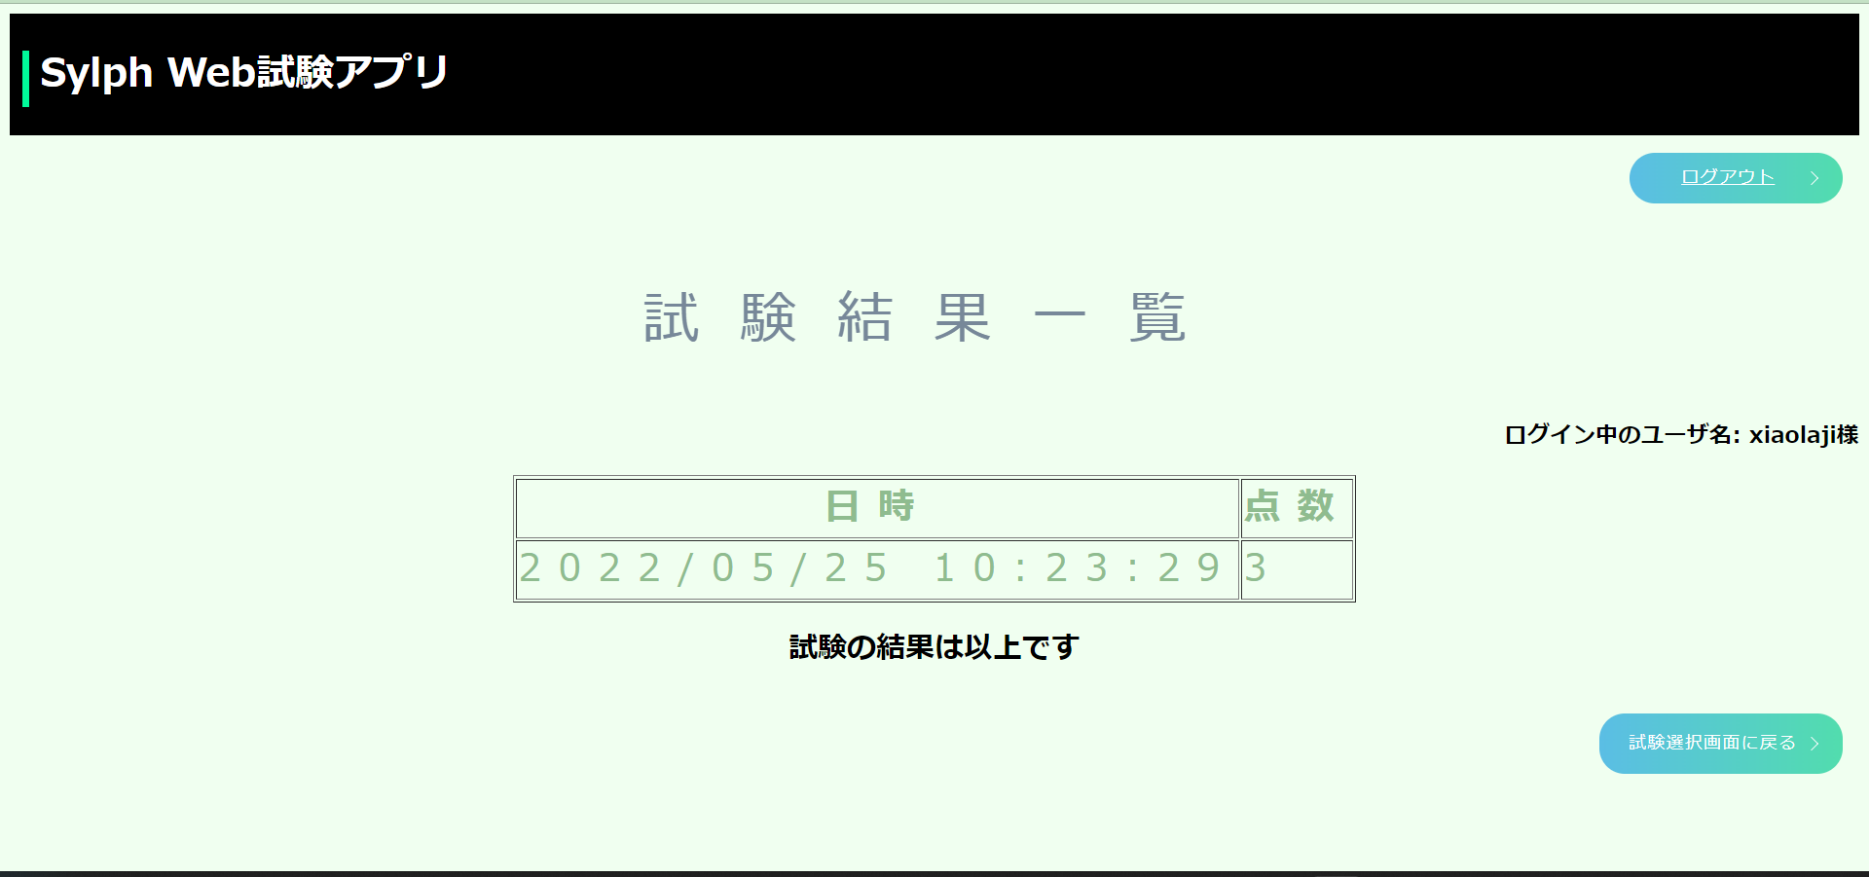 Sylph Web試験アプリ
ログアウト
試験結果一覧
ログイン中のユーザ名: xiaolaji様
日時 点数
2022/05/25 10:23:29 3
試験の結果は以上です
試験選択画面に戻る